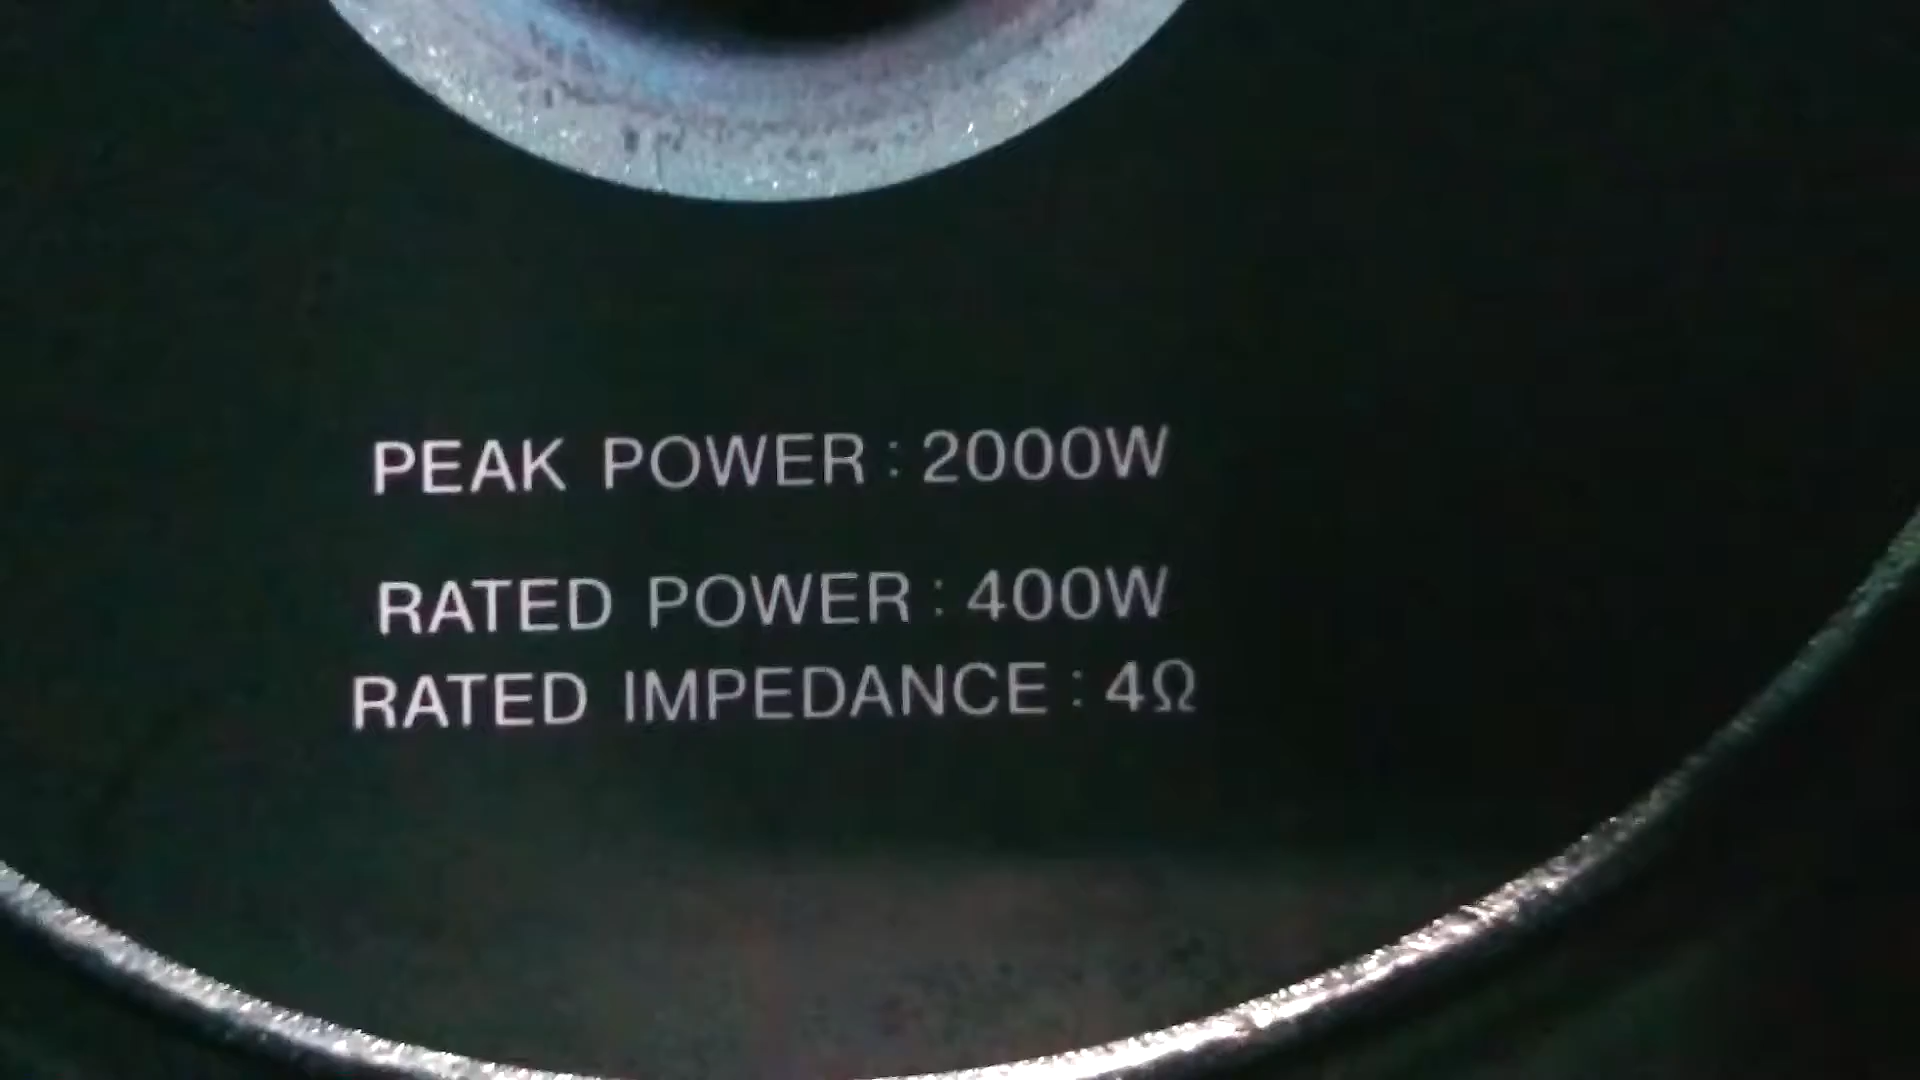 PEAK POWER : 2000W
RATED POWER : 400W
RATED IMPEDANCE : 4Ω